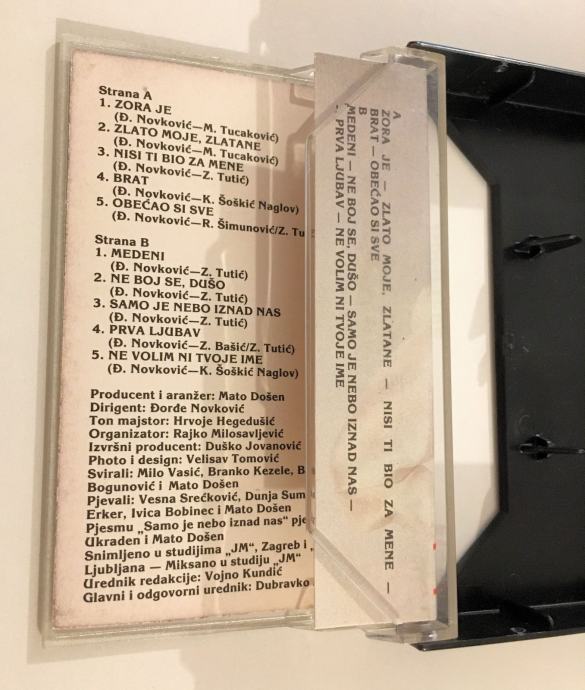 Strana A
1. ZORA JE
(Đ. Novković—M. Tucaković)
2. ZLATO MOJE, ZLATANE
(Đ. Novković—M. Tucaković)
3. NISI TI BIO ZA MENE
(Đ. Novković—Z. Tutić)
4. BRAT
(Đ. Novković—K. Šoškić Naglov)
5. OBEĆAO SI SVE
(Đ. Novković—R. Šimunović/Z. Tu
Strana B
1. MEDENI
(Đ. Novković—Z. Tutić)
2. NE BOJ SE, DUŠO
(Đ. Novković—Z. Tutić)
3. SAMO JE NEBO IZNAD NAS
(Đ. Novković—Z. Tutić)
4. PRVA LJUBAV
(Đ. Novković—Z. Bašić/Z. Tutić)
5. NE VOLIM NI TVOJE IME
(Đ. Novković—K. Šoškić Naglov)
Producent i aranžer: Mato Došen
Dirigent: Đorđe Novković
Ton majstor: Hrvoje Hegedušić
Organizator: Rajko Milosavljević
Izvršni producent: Duško Jovanović
Photo i design: Velisav Tomović
Svirali: Milo Vasić, Branko Kezele, B
Bogunović i Mato Došen
Pjevali: Vesna Srećković, Dunja Sum
Erker, Ivica Bobinec i Mato Došen
Pjesmu „Samo je nebo iznad nas" pje
Ukraden i Mato Došen
Snimljeno u studijima „JM", Zagreb i „
Ljubljana — Miksano u studiju „JM"
Urednik redakcije: Vojno Kundić
Glavni i odgovorni urednik: Dubravko
A
ZORA JE — ZLATO MOJE, ZLATANE — NISI TI BIO ZA MENE —
BRAT — OBEĆAO SI SVE
B
MEDENI — NE BOJ SE, DUŠO — SAMO JE NEBO IZNAD NAS —
- PRVA LJUBAV — NE VOLIM NI TVOJE IME